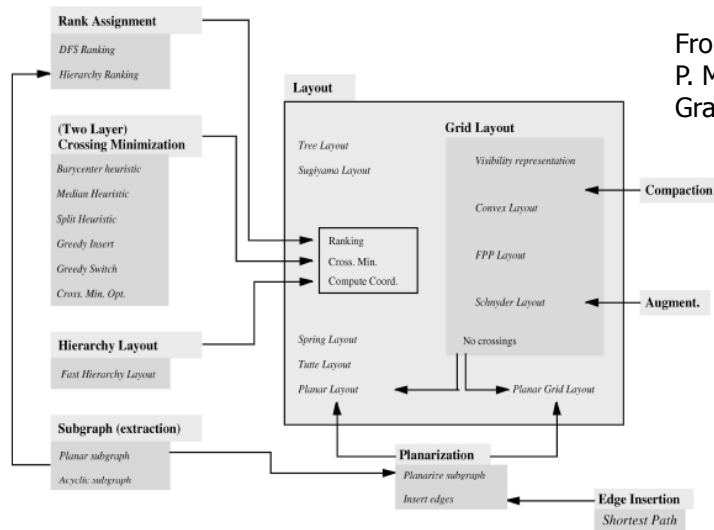 Rank Assignment
DFS Ranking
Hierarchy Ranking
(Two Layer)
Crossing Minimization
Barycenter heuristic
Median Heuristic
Split Heuristic
Greedy Insert
Greedy Switch
Cross. Min. Opt.
Hierarchy Layout
Fast Hierarchy Layout
Subgraph (extraction)
Planar subgraph
Acyclic subgraph
Layout
Tree Layout
Sugiyama Layout
Ranking
Cross. Min.
Compute Coord.
Spring Layout
Tutte Layout
Planar Layout
Grid Layout
Visibility representation
Convex Layout
FPP Layout
Schnyder Layout
No crossings
Planar Grid Layout
Planarization
Planarize subgraph
Insert edges
Compaction
Augment.
Edge Insertion
Shortest Path
Fro
P. M
Gra